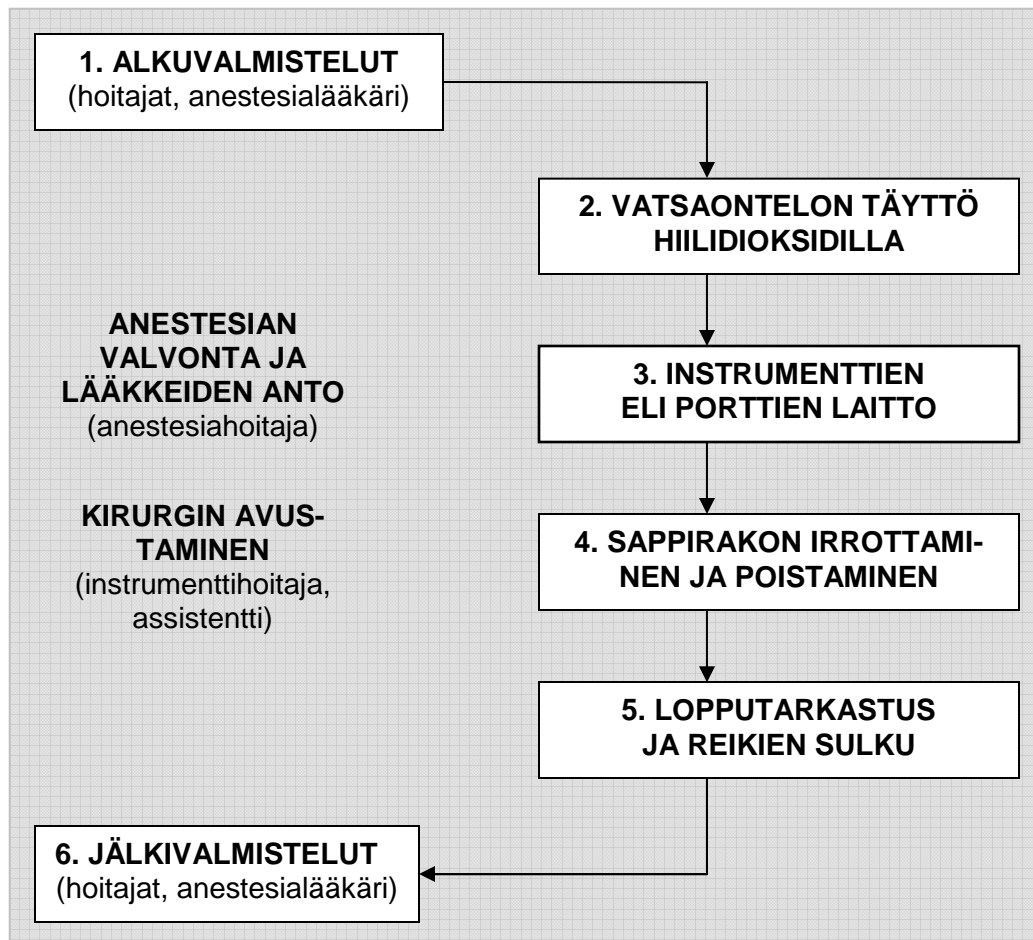 1. ALKUVALMISTELUT
(hoitajat, anestesialääkäri)
2. VATSAONTELON TÄYTTÖ
HIILIDIOKSIDILLA
ANESTESIAN
VALVONTA JA
LÄÄKKEIDEN ANTO
(anestesiahoitaja)
3. INSTRUMENTTIEN
ELI PORTTIEN LAITTO
KIRURGIN AVUS-
TAMINEN
(instrumenttihoitaja,
assistentti)
4. SAPPIRAKON IRROTTAMI-
NEN JA POISTAMINEN
5. LOPPUTARKASTUS
JA REIKIEN SULKU
6. JÄLKIVALMISTELUT
(hoitajat, anestesialääkäri)